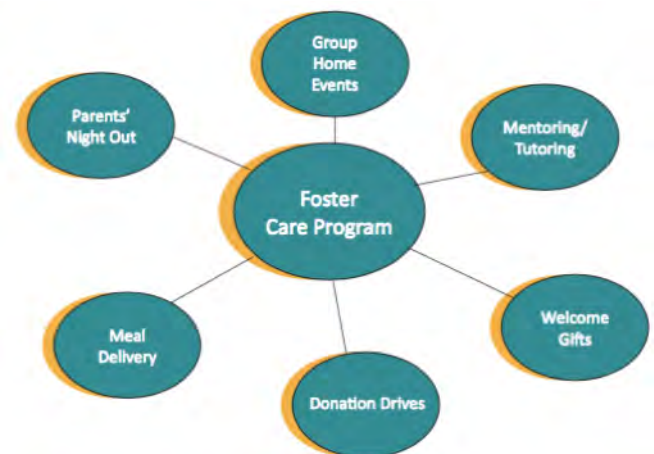 Group
Home
Events
Parents'
Night Out
Mentoring/
Tutoring
Foster
Care Program
Meal
Delivery
Welcome
Gifts
Donation Drives